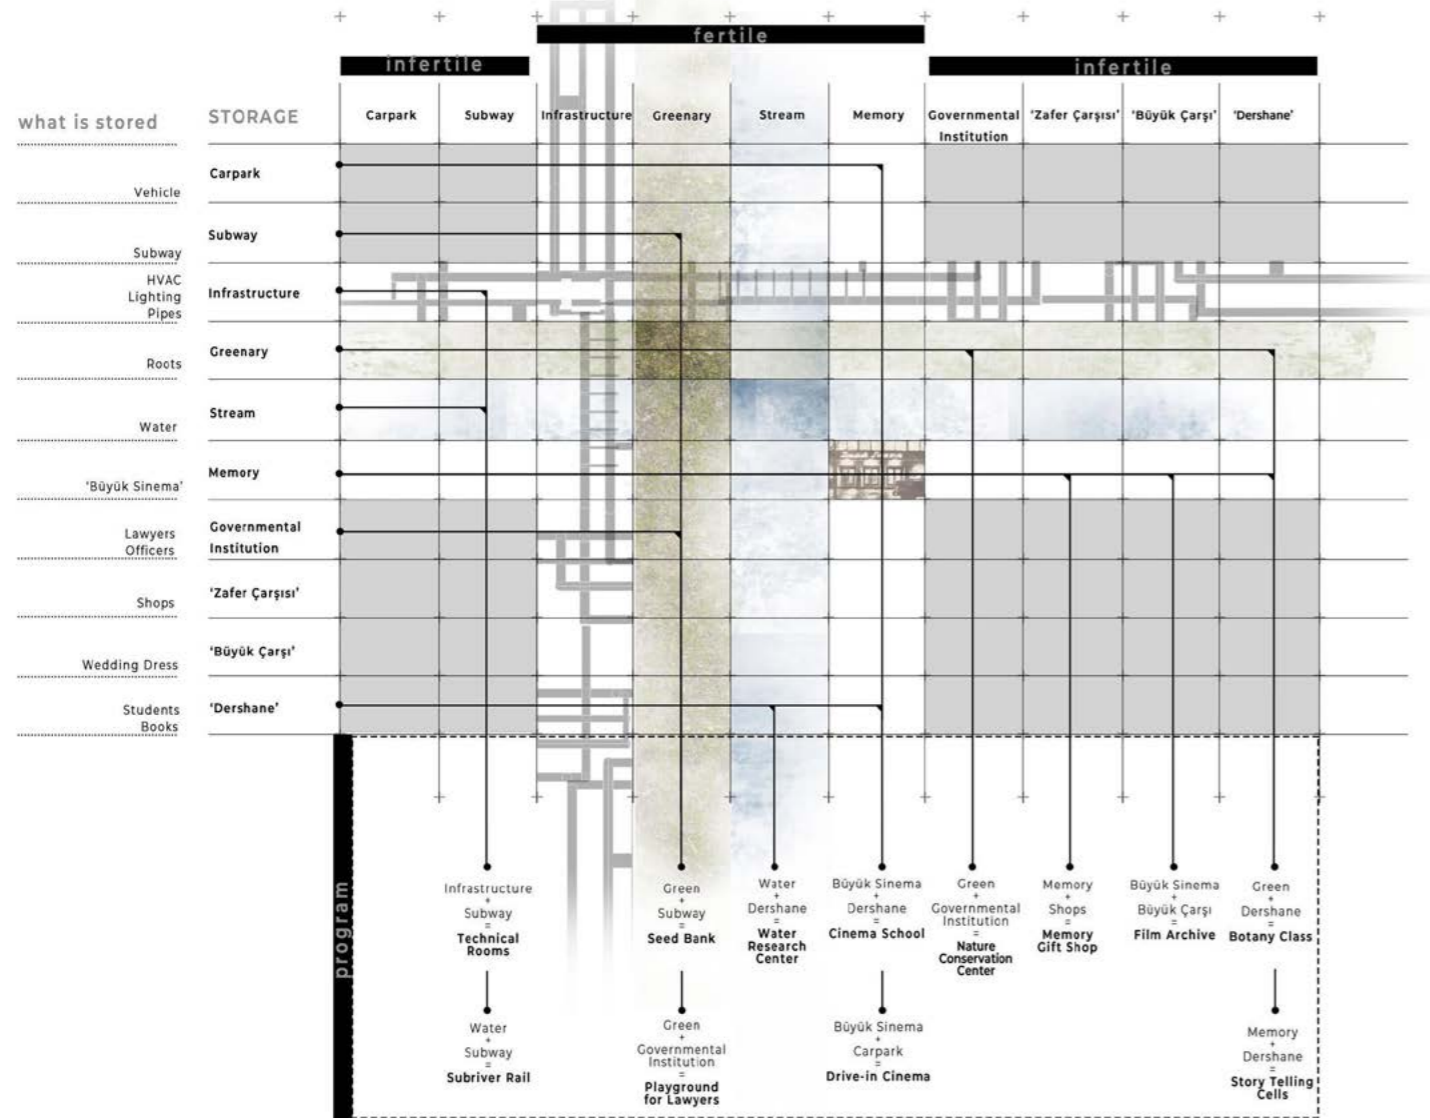 fertile
infertile
infertile
what is stored
STORAGE
Carpark
Subway
Infrastructure
Greenary
Stream
Memory
Governmental
Institution
'Zafer Çarşısı'
'Büyük Çarşı'
'Dershane'
Vehicle
Carpark
Subway
Subway
HVAC
Lighting
Pipes
Infrastructure
Roots
Greenary
Water
Stream
'Büyük Sinema'
Memory
Lawyers
Officers
Governmental
Institution
Shops
'Zafer Çarşısı'
Wedding Dress
'Büyük Çarşı'
Students
Books
'Dershane'
program
Infrastructure
+
Subway
=
Technical
Rooms
Water
+
Subway
=
Subriver Rail
Green
+
Subway
=
Seed Bank
Green
+
Governmental
Institution
=
Playground
for Lawyers
Water
+
Dershane
=
Water
Research
Center
Büyük Sinema
+
Dershane
=
Cinema School
Büyük Sinema
+
Carpark
=
Drive-in Cinema
Green
+
Governmental
Institution
=
Nature
Conservation
Center
Memory
+
Shops
=
Memory
Gift Shop
Büyük Sinema
+
Büyük Çarşı
=
Film Archive
Green
+
Dershane
=
Botany Class
Memory
+
Dershane
=
Story Telling
Cells